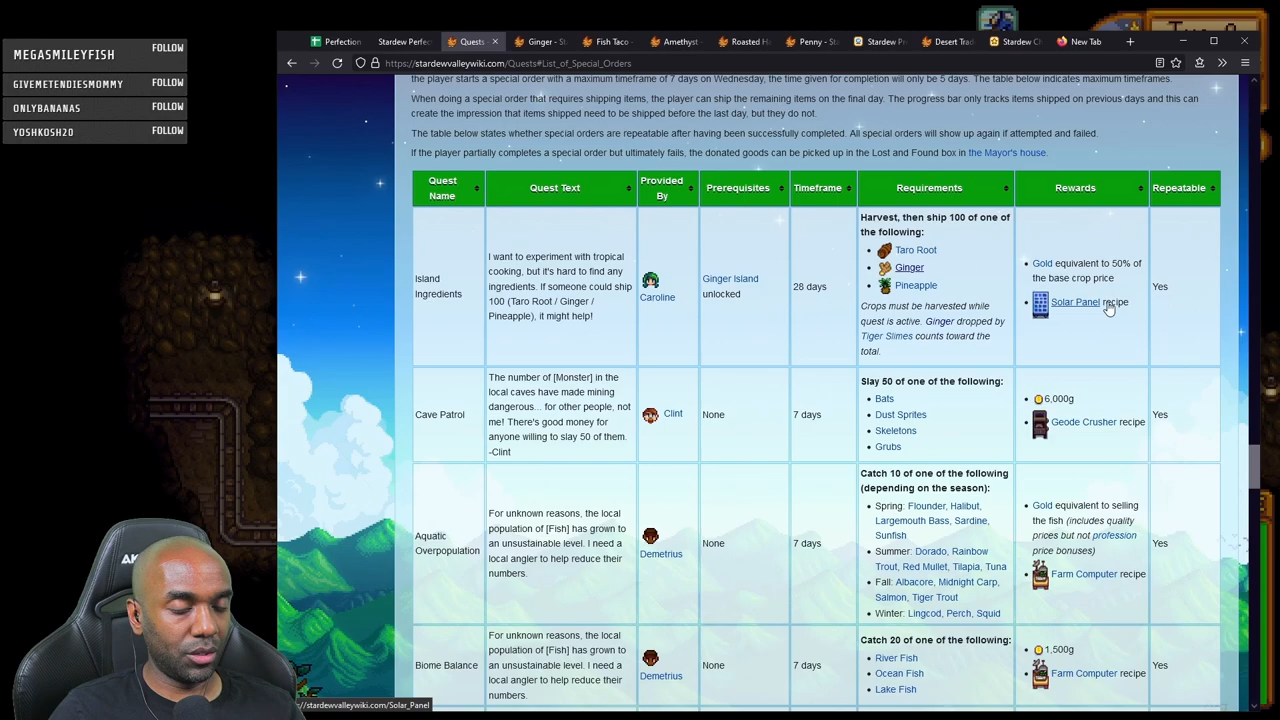 MEGASMILEYFISH FOLLOW
GIVEMETENDIESMOMMY FOLLOW
ONLYBANANAS FOLLOW
YOSHKOSH20 FOLLOW
Perfection
Stardew Perfec
Quests -
Ginger - St
Fish Taco -
Amethyst -
Roasted Ha
Penny - Sta
Stardew Pr
Desert Trad
Stardew Ch
New Tab
https://stardewvalleywiki.com/Quests#List_of_Special_Orders
the player starts a special order with a maximum timeframe of 7 days on Wednesday, the time given for completion will only be 5 days. The table below indicates maximum timeframes.
When doing a special order that requires shipping items, the player can ship the remaining items on the final day. The progress bar only tracks items shipped on previous days and this can
create the impression that items shipped need to be shipped before the last day, but they do not.
The table below states whether special orders are repeatable after having been successfully completed. All special orders will show up again if attempted and failed.
If the player partially completes a special order but ultimately fails, the donated goods can be picked up in the Lost and Found box in the Mayor's house.
Quest Name
Quest Text
Provided By
Prerequisites
Timeframe
Requirements
Rewards
Repeatable
Island
Ingredients
I want to experiment with tropical
cooking, but it's hard to find any
ingredients. If someone could ship
100 (Taro Root / Ginger /
Pineapple), it might help!
Caroline
Ginger Island
unlocked
28 days
Harvest, then ship 100 of one of
the following:
Taro Root
Ginger
Pineapple
Crops must be harvested while
quest is active. Ginger dropped by
Tiger Slimes counts toward the
total.
Gold equivalent to 50% of
the base crop price
Solar Panel recipe
Yes
Cave Patrol
The number of [Monster] in the
local caves have made mining
dangerous... for other people, not
me! There's good money for
anyone willing to slay 50 of them.
-Clint
Clint
None
7 days
Slay 50 of one of the following:
Bats
Dust Sprites
Skeletons
Grubs
6,000g
Geode Crusher recipe
Yes
Aquatic
Overpopulation
For unknown reasons, the local
population of [Fish] has grown to
an unsustainable level. I need a
local angler to help reduce their
numbers.
Demetrius
None
7 days
Catch 10 of one of the following
(depending on the season):
Spring: Flounder, Halibut,
Largemouth Bass, Sardine,
Sunfish
Summer: Dorado, Rainbow
Trout, Red Mullet, Tilapia, Tuna
Fall: Albacore, Midnight Carp,
Salmon, Tiger Trout
Winter: Lingcod, Perch, Squid
Gold equivalent to selling
the fish (includes quality
prices but not profession
price bonuses)
Farm Computer recipe
Yes
Biome Balance
For unknown reasons, the local
population of [Fish] has grown to
an unsustainable level. I need a
local angler to help reduce their
numbers.
Demetrius
None
7 days
Catch 20 of one of the following:
River Fish
Ocean Fish
Lake Fish
1,500g
Farm Computer recipe
Yes
://stardewvalleywiki.com/Solar_Panel